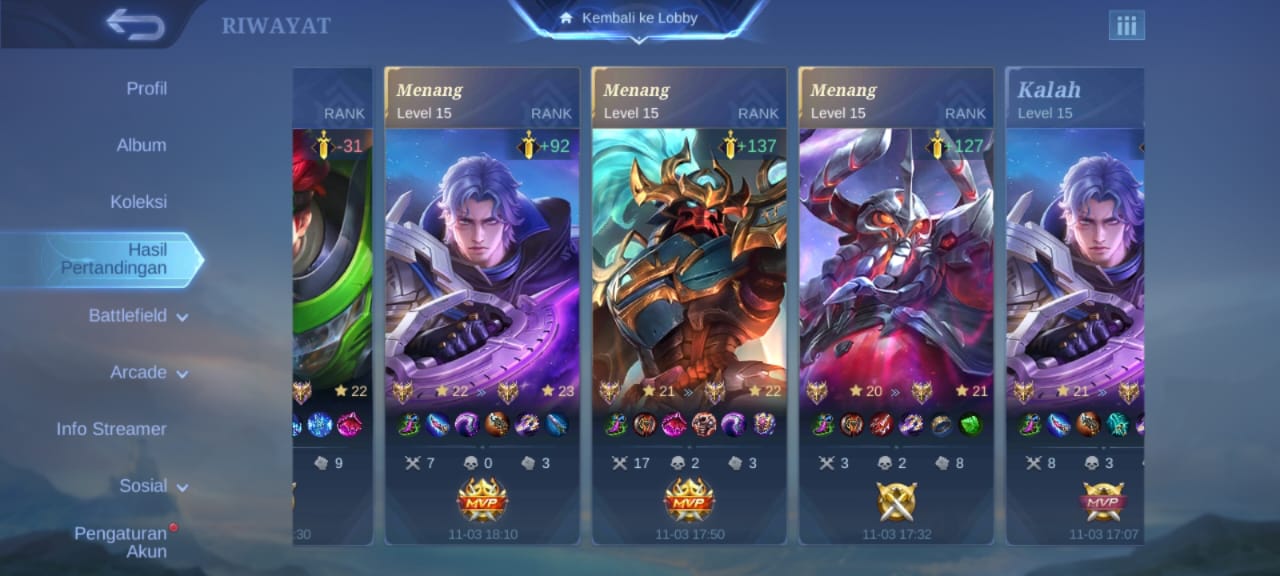 RIWAYAT
Kembali ke Lobby
Profil
Album
Koleksi
Hasil
Pertandingan
Battlefield
Arcade
Info Streamer
Sosial
Pengaturan
Akun
RANK
-31
22
9
:30
Menang
Level 15
RANK
+92
22
23
7
0
3
MVP
11-03 18:10
Menang
Level 15
RANK
+137
21
22
17
2
3
MVP
11-03 17:50
Menang
Level 15
RANK
+127
20
21
3
2
8
11-03 17:32
Kalah
Level 15
21
8
3
MVP
11-03 17:07